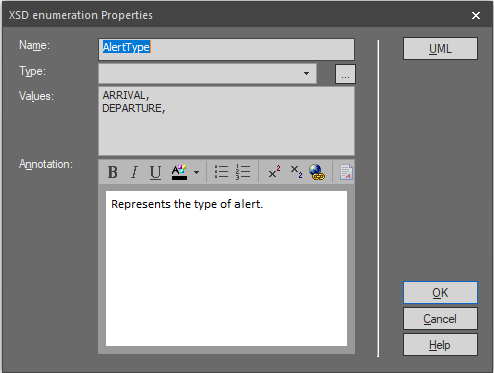 XSD enumeration Properties
Name: AlertType UML
Type: ...
Values: ARRIVAL,
DEPARTURE,
Annotation: B I U A x² x₂
Represents the type of alert.
OK
Cancel
Help